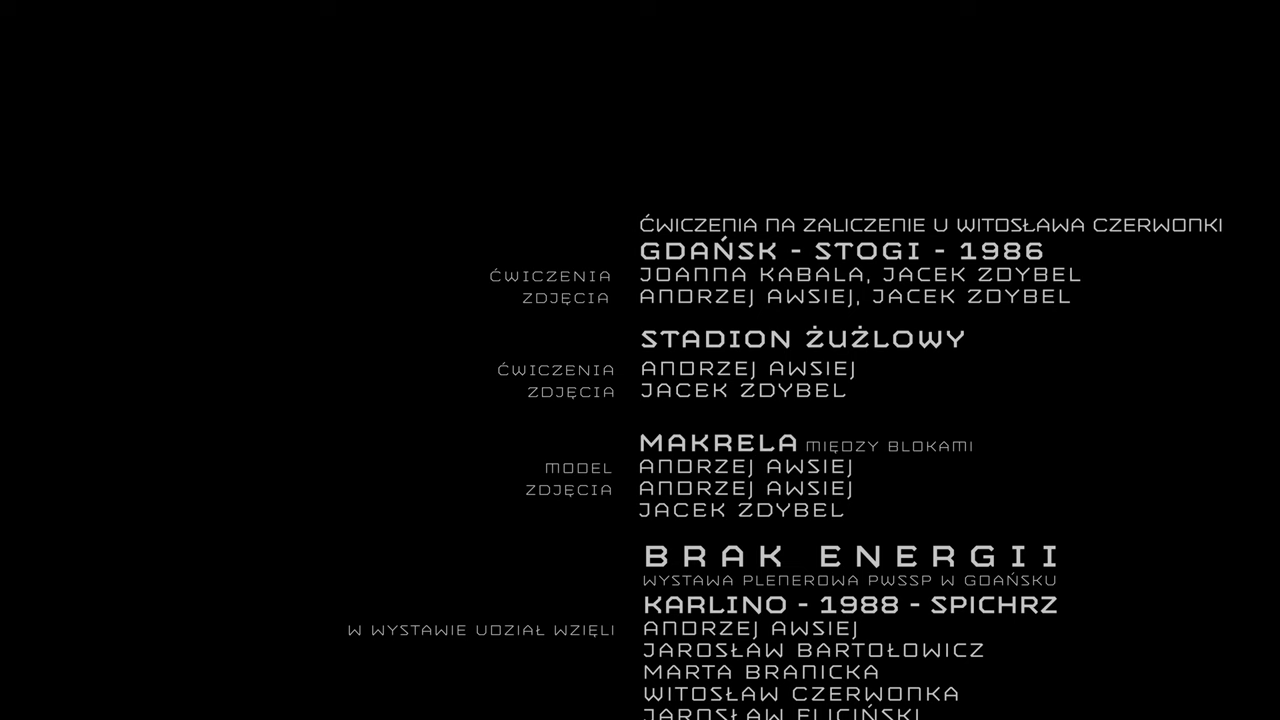 ĆWICZENIA NA ZALICZENIE U WITOSŁAWA CZERWONKI
GDAŃSK - STOGI - 1986
ĆWICZENIA JOANNA KABALA, JACEK ZDYBEL
ZDJĘCIA ANDRZEJ AWSIEJ, JACEK ZDYBEL
STADION ŻUŻLOWY
ĆWICZENIA ANDRZEJ AWSIEJ
ZDJĘCIA JACEK ZDYBEL
MAKRELA MIĘDZY BLOKAMI
MODEL ANDRZEJ AWSIEJ
ZDJĘCIA ANDRZEJ AWSIEJ
JACEK ZDYBEL
BRAK ENERGII
WYSTAWA PLENEROWA PWSSP W GDAŃSKU
KARLINO - 1988 - SPICHRZ
W WYSTAWIE UDZIAŁ WZIĘLI ANDRZEJ AWSIEJ
JAROSŁAW BARTOŁOWICZ
MARTA BRANICKA
WITOSŁAW CZERWONKA
JAROSŁAW